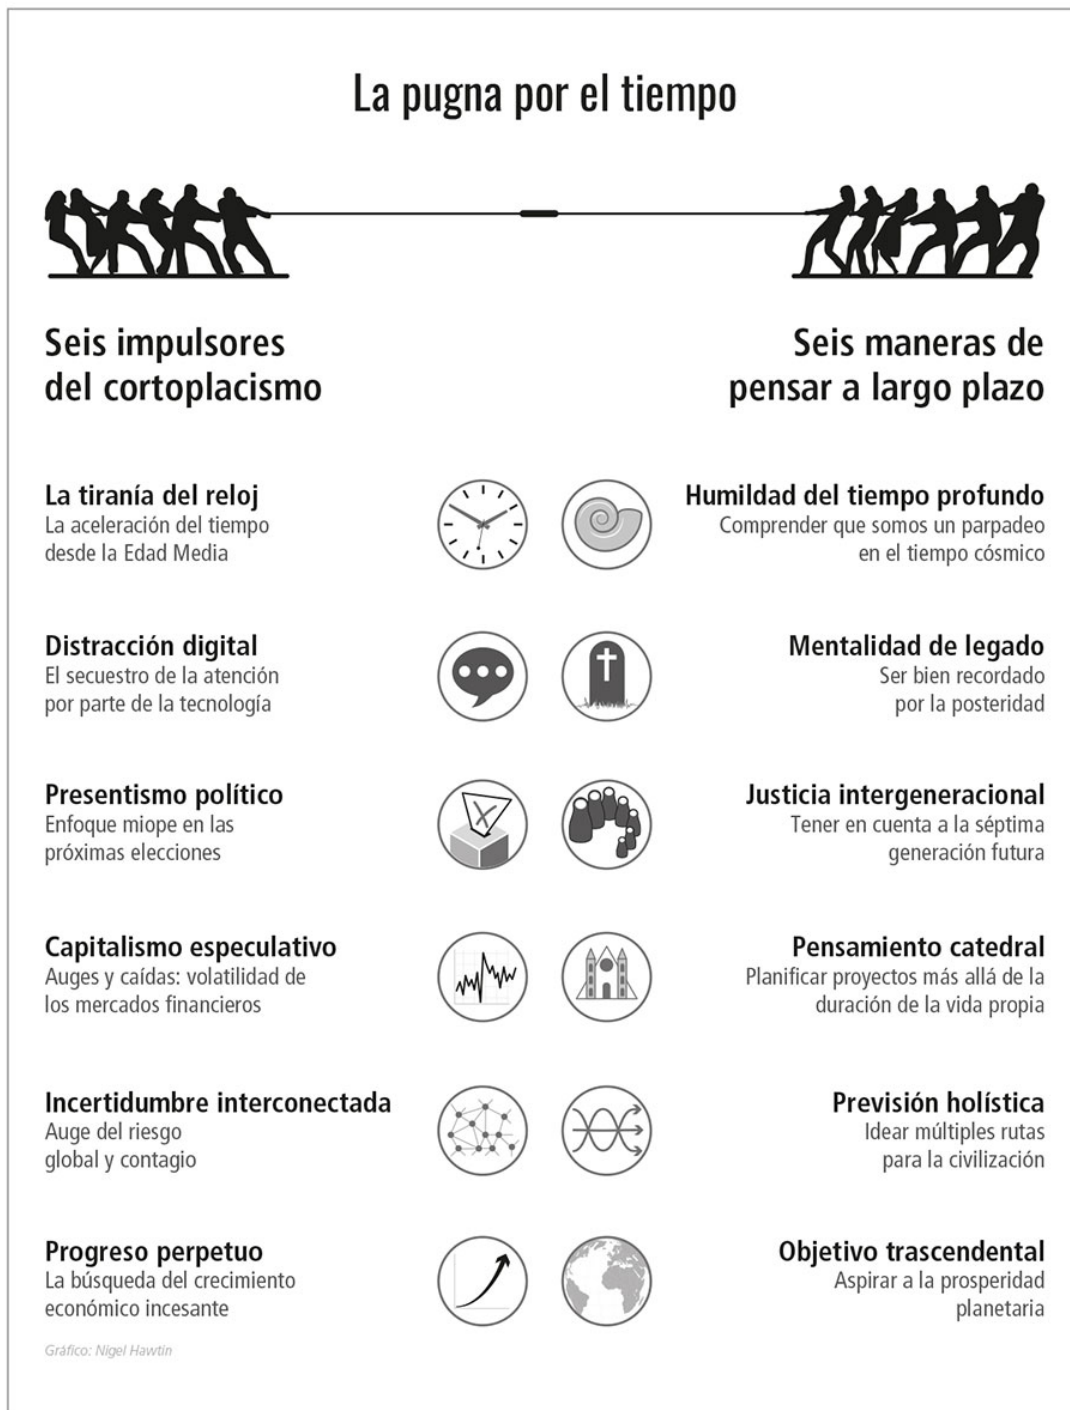 La pugna por el tiempo
Seis impulsores
del cortoplacismo
Seis maneras de
pensar a largo plazo
La tiranía del reloj
La aceleración del tiempo
desde la Edad Media
Humildad del tiempo profundo
Comprender que somos un parpadeo
en el tiempo cósmico
Distracción digital
El secuestro de la atención
por parte de la tecnología
Mentalidad de legado
Ser bien recordado
por la posteridad
Presentismo político
Enfoque miope en las
próximas elecciones
Justicia intergeneracional
Tener en cuenta a la séptima
generación futura
Capitalismo especulativo
Auges y caídas: volatilidad de
los mercados financieros
Pensamiento catedral
Planificar proyectos más allá de la
duración de la vida propia
Incertidumbre interconectada
Auge del riesgo
global y contagio
Previsión holística
Idear múltiples rutas
para la civilización
Progreso perpetuo
La búsqueda del crecimiento
económico incesante
Objetivo trascendental
Aspirar a la prosperidad
planetaria
Gráfico: Nigel Hawtin